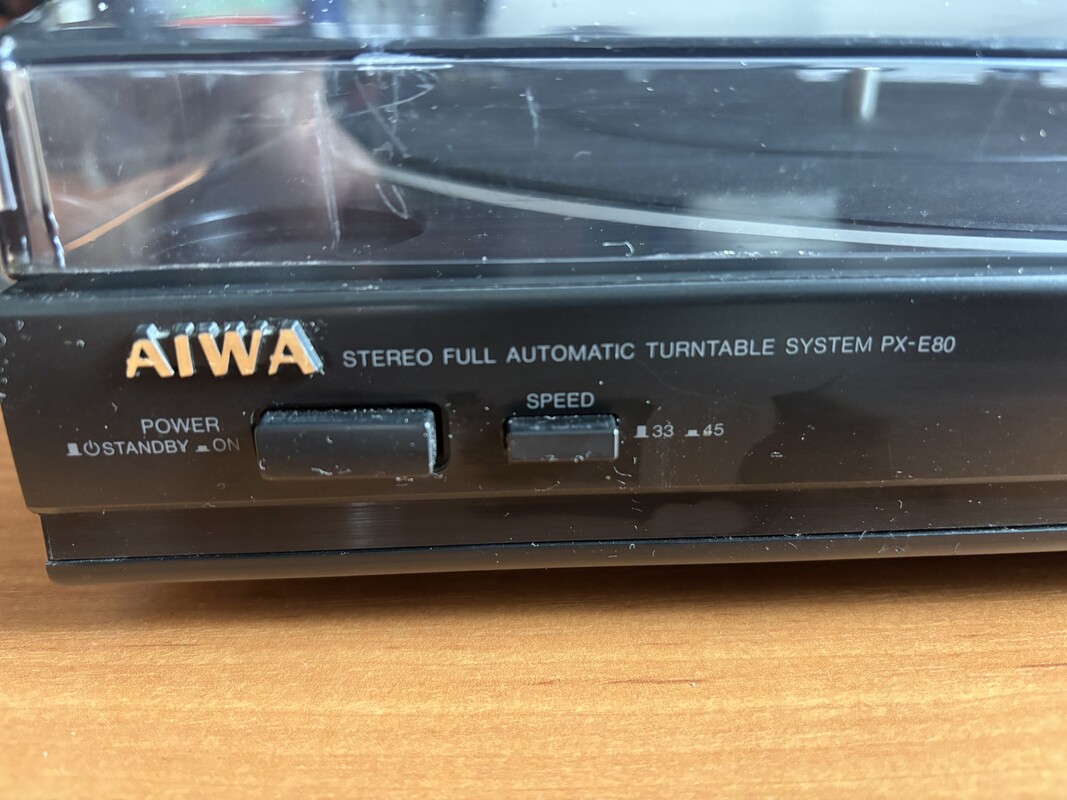 AIWA STEREO FULL AUTOMATIC TURNTABLE SYSTEM PX-E80
SPEED
POWER
⏻STANDBY ON
33 45